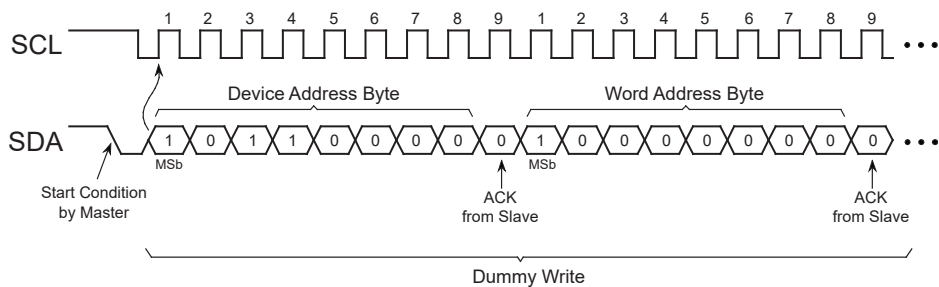 1 2 3 4 5 6 7 8 9 1 2 3 4 5 6 7 8 9
SCL
Device Address Byte Word Address Byte
SDA 1 0 1 1 0 0 0 0 0 1 0 0 0 0 0 0 0 0
MSb MSb
Start Condition
by Master
ACK
from Slave
ACK
from Slave
Dummy Write